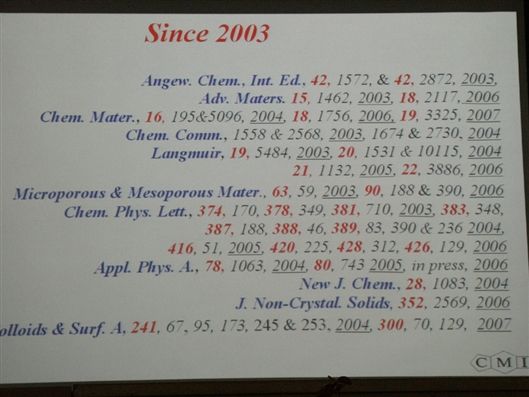 Since 2003
Angew. Chem., Int. Ed., 42, 1572, & 42, 2872, 2003,
Adv. Maters. 15, 1462, 2003, 18, 2117, 2006
Chem. Mater., 16, 195&5096, 2004, 18, 1756, 2006, 19, 3325, 2007
Chem. Comm., 1558 & 2568, 2003, 1674 & 2730, 2004
Langmuir, 19, 5484, 2003, 20, 1531 & 10115, 2004
21, 1132, 2005, 22, 3886, 2006
Microporous & Mesoporous Mater., 63, 59, 2003, 90, 188 & 390, 2006
Chem. Phys. Lett., 374, 170, 378, 349, 381, 710, 2003, 383, 348,
387, 188, 388, 46, 389, 83, 390 & 236 2004,
416, 51, 2005, 420, 225, 428, 312, 426, 129, 2006
Appl. Phys. A., 78, 1063, 2004, 80, 743 2005, in press, 2006
New J. Chem., 28, 1083, 2004
J. Non-Crystal. Solids, 352, 2569, 2006
olloids & Surf. A, 241, 67, 95, 173, 245 & 253, 2004, 300, 70, 129, 2007
CMI